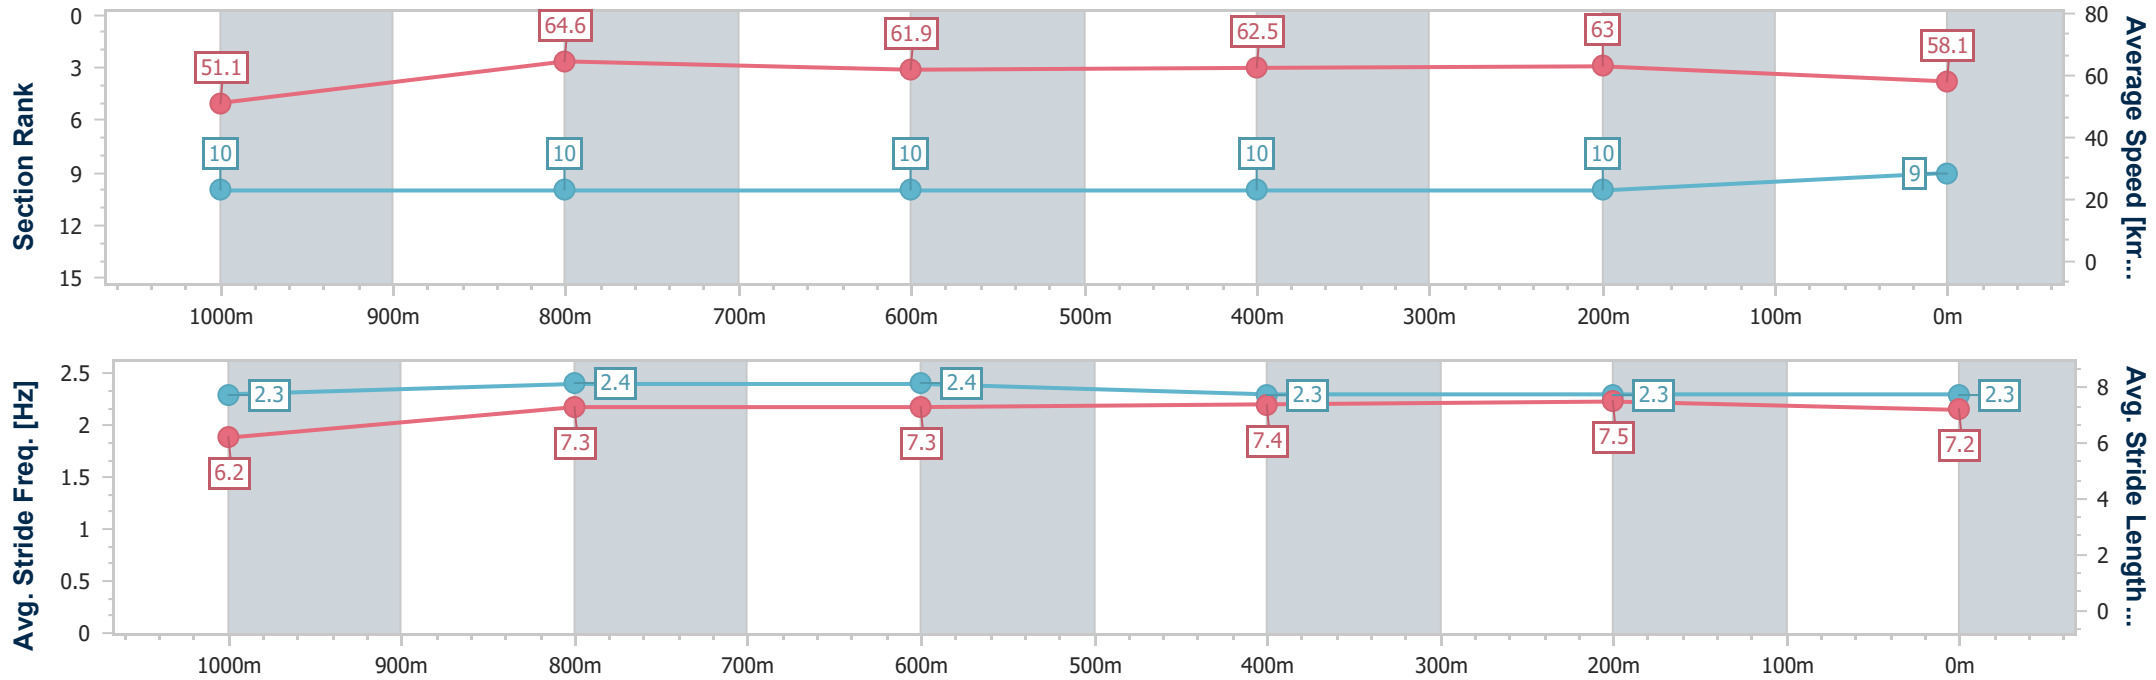 Section Rank
0
3
6
9
12
15
51.1
64.6
61.9
62.5
63
58.1
10
10
10
10
10
9
80
60
40
20
0
Average Speed [km...
1000m
900m
800m
700m
600m
500m
400m
300m
200m
100m
0m
Avg. Stride Freq. [Hz]
2.5
2
1.5
1
0.5
0
2.3
2.4
2.4
2.3
2.3
2.3
6.2
7.3
7.3
7.4
7.5
7.2
8
6
4
2
0
Avg. Stride Length ...
1000m
900m
800m
700m
600m
500m
400m
300m
200m
100m
0m